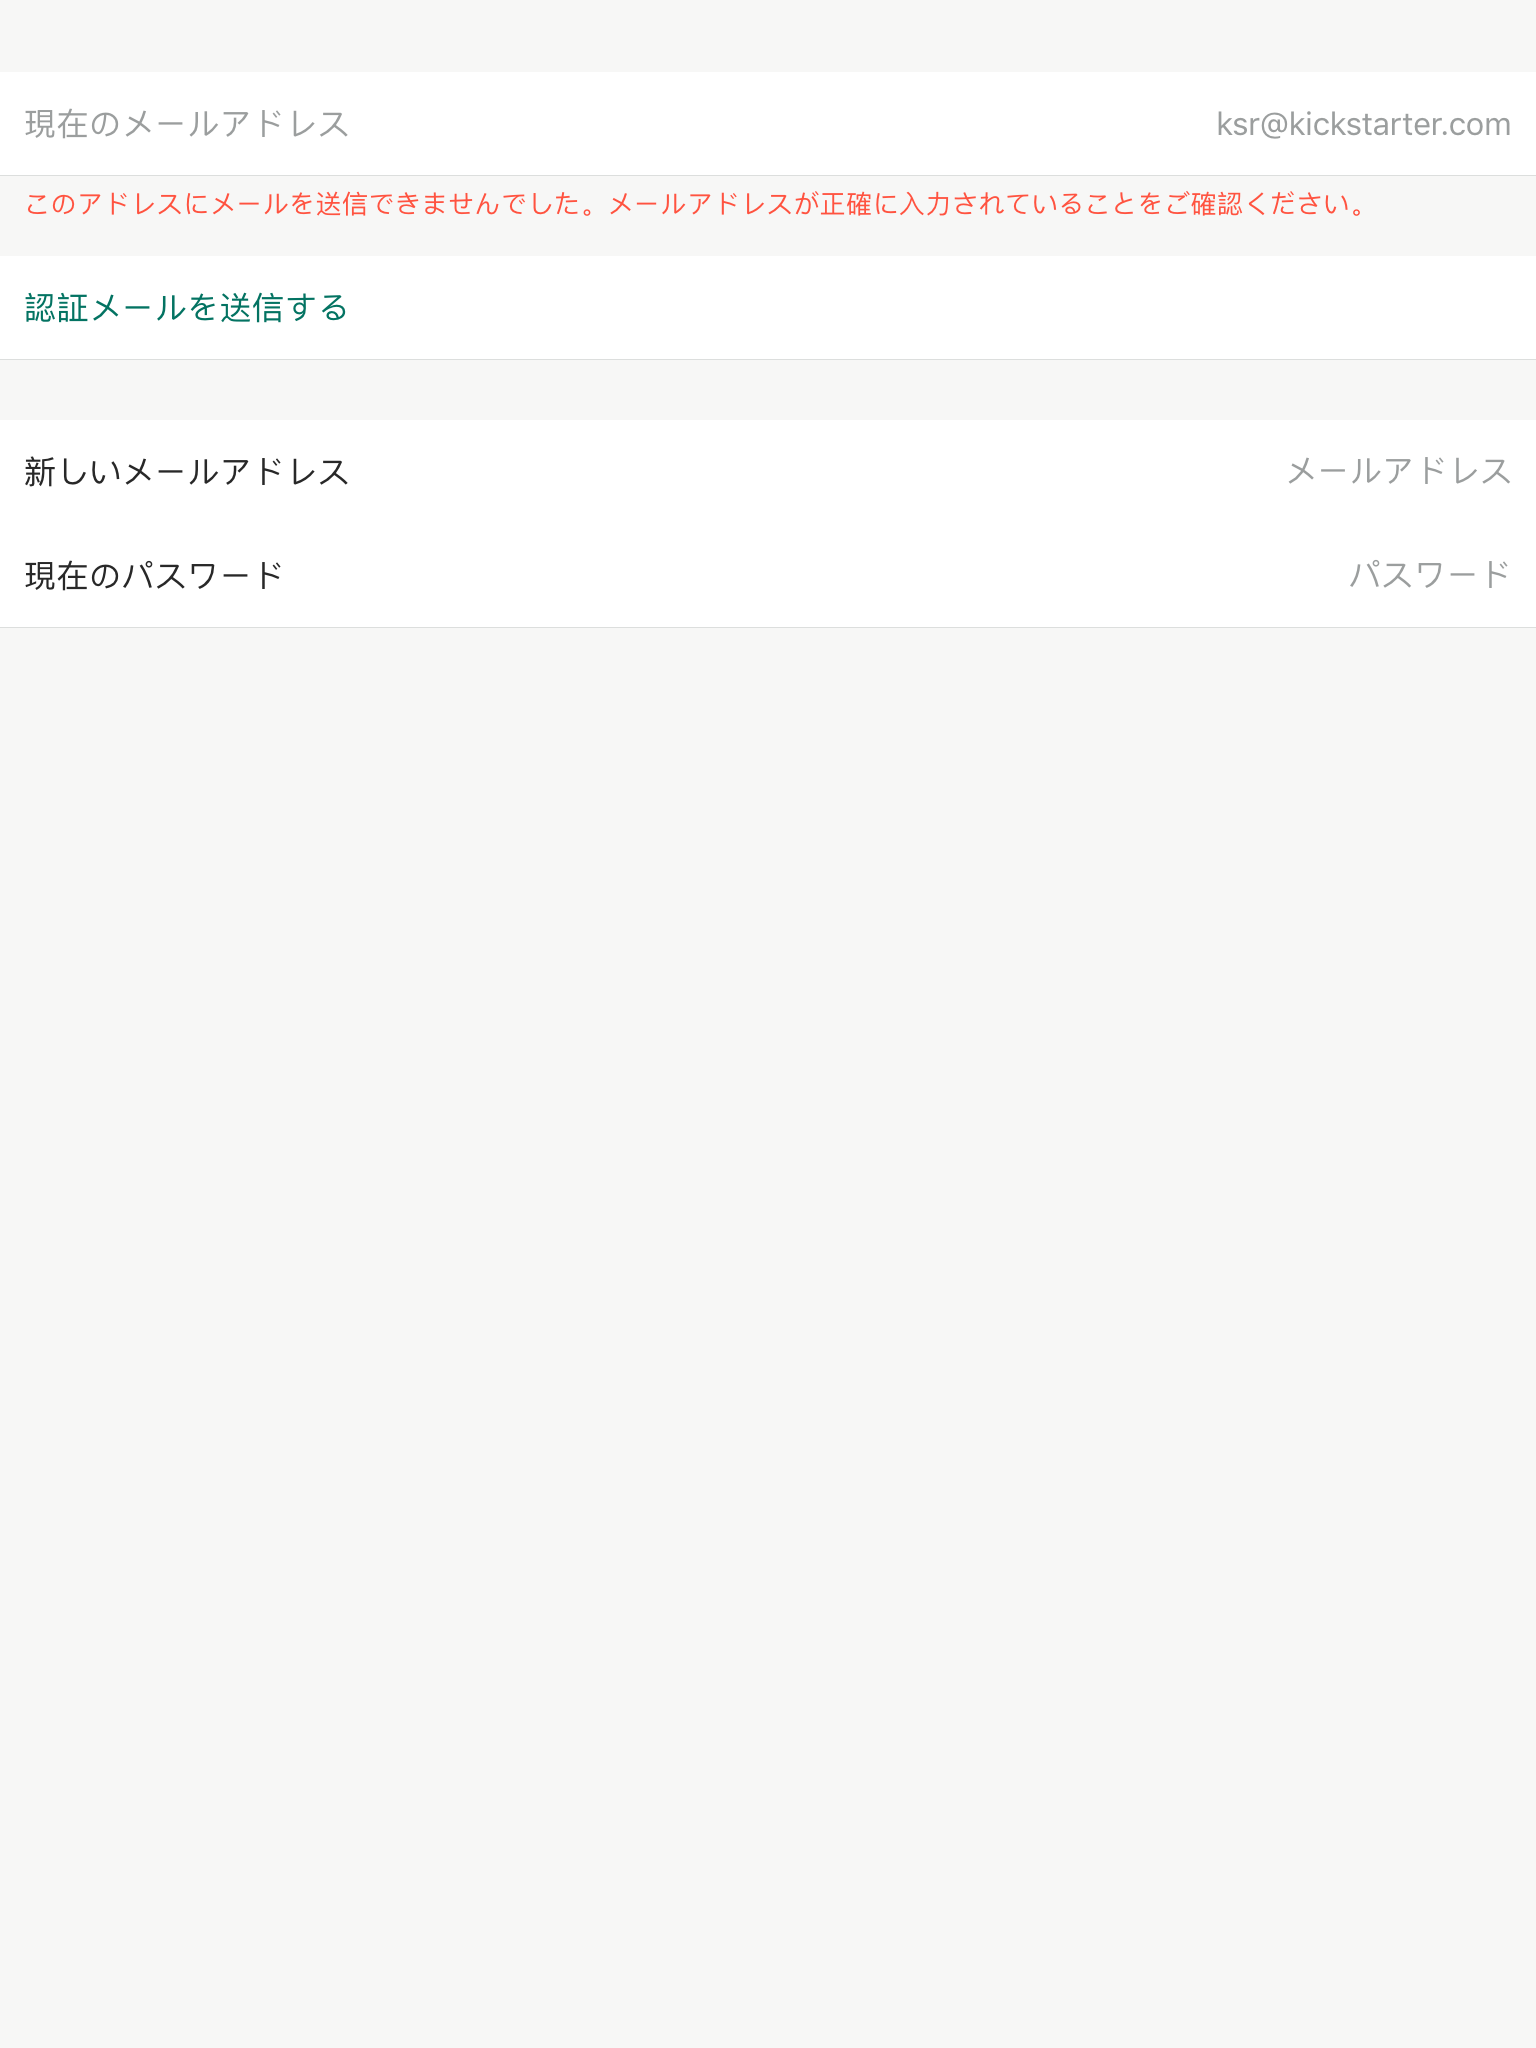 現在のメールアドレス ksr@kickstarter.com
このアドレスにメールを送信できませんでした。メールアドレスが正確に入力されていることをご確認ください。
認証メールを送信する
新しいメールアドレス メールアドレス
現在のパスワード パスワード